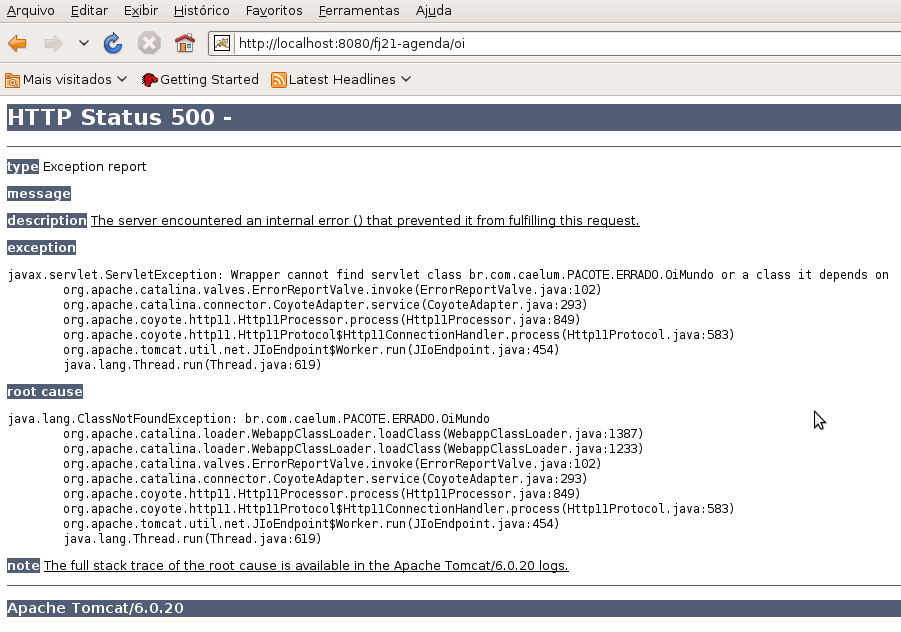 Arquivo Editar Exibir Histórico Favoritos Ferramentas Ajuda
http://localhost:8080/fj21-agenda/oi
Mais visitados Getting Started Latest Headlines
HTTP Status 500 -
type Exception report
message
description The server encountered an internal error () that prevented it from fulfilling this request.
exception
javax.servlet.ServletException: Wrapper cannot find servlet class br.com.caelum.PACOTE.ERRADO.OiMundo or a class it depends on
org.apache.catalina.valves.ErrorReportValve.invoke(ErrorReportValve.java:102)
org.apache.catalina.connector.CoyoteAdapter.service(CoyoteAdapter.java:293)
org.apache.coyote.http11.Http11Processor.process(Http11Processor.java:849)
org.apache.coyote.http11.Http11Protocol$Http11ConnectionHandler.process(Http11Protocol.java:583)
org.apache.tomcat.util.net.JIoEndpoint$Worker.run(JIoEndpoint.java:454)
java.lang.Thread.run(Thread.java:619)
root cause
java.lang.ClassNotFoundException: br.com.caelum.PACOTE.ERRADO.OiMundo
org.apache.catalina.loader.WebappClassLoader.loadClass(WebappClassLoader.java:1387)
org.apache.catalina.loader.WebappClassLoader.loadClass(WebappClassLoader.java:1233)
org.apache.catalina.valves.ErrorReportValve.invoke(ErrorReportValve.java:102)
org.apache.catalina.connector.CoyoteAdapter.service(CoyoteAdapter.java:293)
org.apache.coyote.http11.Http11Processor.process(Http11Processor.java:849)
org.apache.coyote.http11.Http11Protocol$Http11ConnectionHandler.process(Http11Protocol.java:583)
org.apache.tomcat.util.net.JIoEndpoint$Worker.run(JIoEndpoint.java:454)
java.lang.Thread.run(Thread.java:619)
note The full stack trace of the root cause is available in the Apache Tomcat/6.0.20 logs.
Apache Tomcat/6.0.20